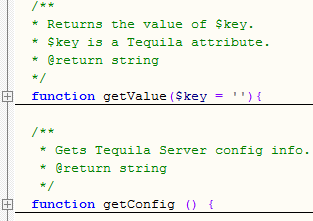 /**
* Returns the value of $key.
* $key is a Tequila attribute.
* @return string
*/
function getValue($key = ''){
/**
* Gets Tequila Server config info.
* @return string
*/
function getConfig () {